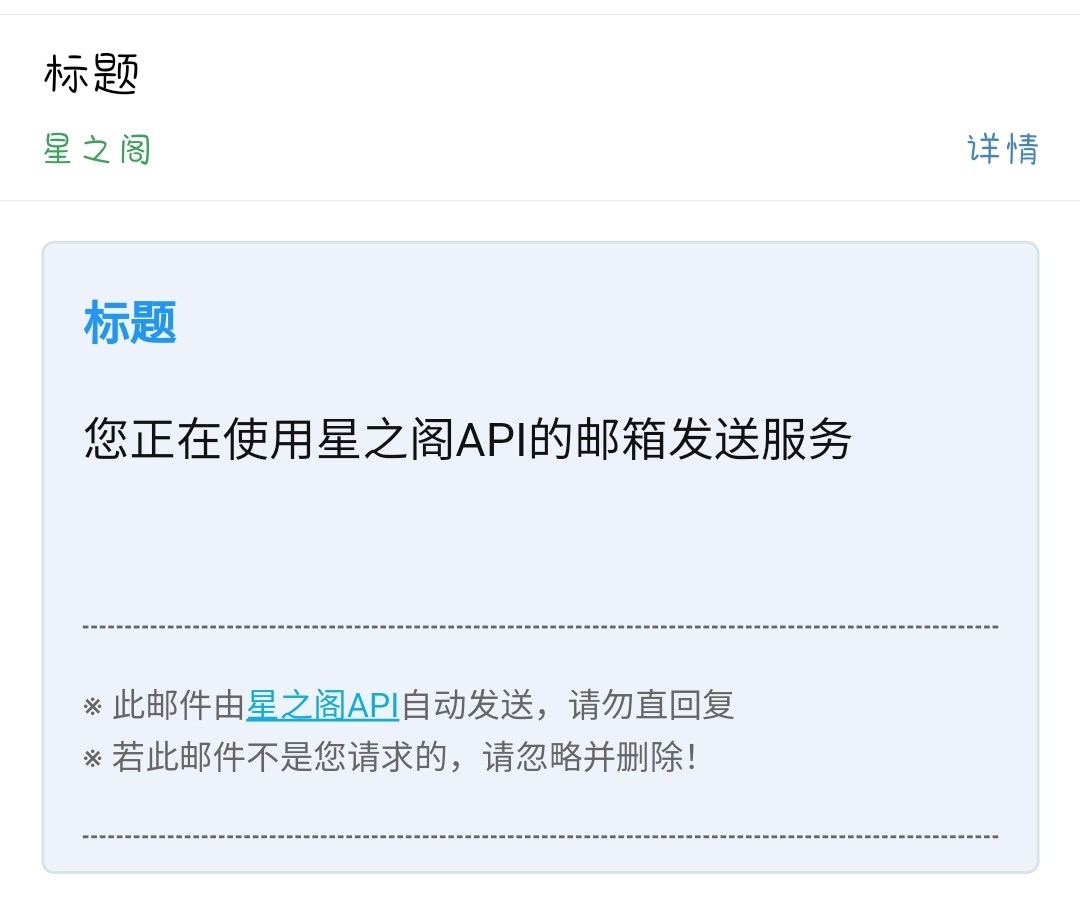 标题
星之阁 详情
标题
您正在使用星之阁API的邮箱发送服务
※ 此邮件由星之阁API自动发送，请勿直回复
※ 若此邮件不是您请求的，请忽略并删除！